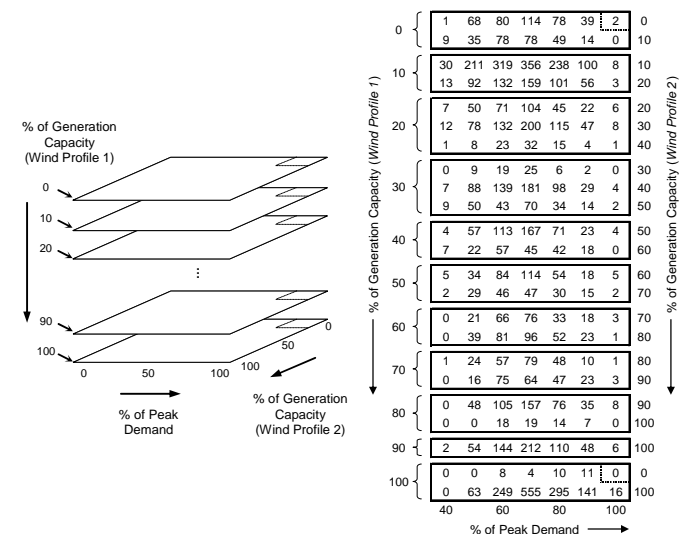 % of Generation
Capacity
(Wind Profile 1)
0
10
20
⋮
90
100
0
50
100
100
50
0
% of Peak
Demand
% of Generation
Capacity
(Wind Profile 2)
% of Generation Capacity (Wind Profile 1)
0
1 68 80 114 78 39 2 0
9 35 78 78 49 14 0 10
10
30 211 319 356 238 100 8 10
13 92 132 159 101 56 3 20
20
7 50 71 104 45 22 6 20
12 78 132 200 115 47 8 30
1 8 23 32 15 4 1 40
30
0 9 19 25 6 2 0 30
7 88 139 181 98 29 4 40
9 50 43 70 34 14 2 50
40
4 57 113 167 71 23 4 50
7 22 57 45 42 18 0 60
50
5 34 84 114 54 18 5 60
2 29 46 47 30 15 2 70
60
0 21 66 76 33 18 3 70
0 39 81 96 52 23 1 80
70
1 24 57 79 48 10 1 80
0 16 75 64 47 23 3 90
80
0 48 105 157 76 35 8 90
0 0 18 19 14 7 0 100
90
2 54 144 212 110 48 6 100
100
0 0 8 4 10 11 0 0
0 63 249 555 295 141 16 100
40 60 80 100
% of Peak Demand
% of Generation Capacity (Wind Profile 2)